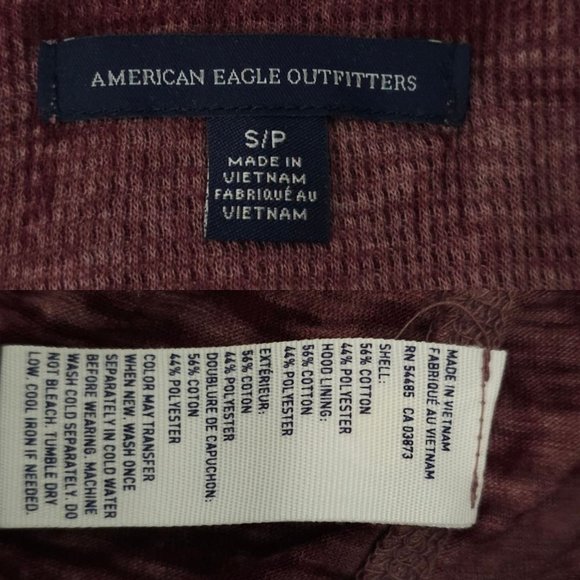 AMERICAN EAGLE OUTFITTERS
S/P
MADE IN
VIETNAM
FABRIQUÉ AU
VIETNAM
MADE IN VIETNAM
FABRIQUÉ AU VIETNAM
RN 54485 CA 03873
SHELL:
56% COTTON
44% POLYESTER
HOOD LINING:
56% COTTON
44% POLYESTER
EXTÉRIEUR:
56% COTON
44% POLYESTER
DOUBLURE DE CAPUCHON:
56% COTON
44% POLYESTER
COLOR MAY TRANSFER
WHEN NEW. WASH ONCE
SEPARATELY IN COLD WATER
BEFORE WEARING. MACHINE
WASH COLD SEPARATELY. DO
NOT BLEACH. TUMBLE DRY
LOW. COOL IRON IF NEEDED.